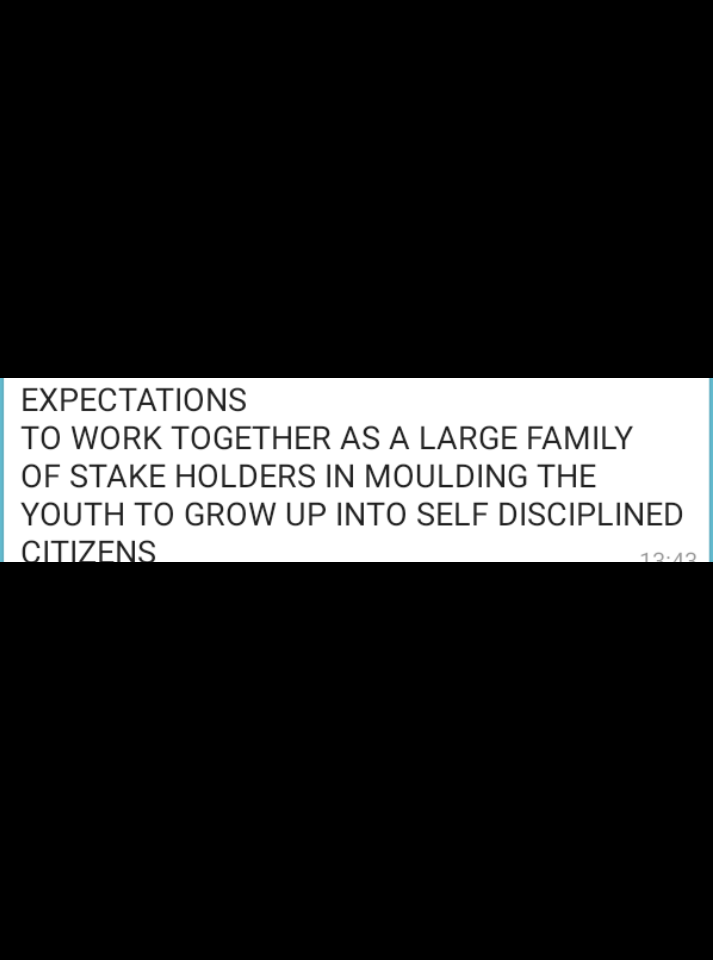 EXPECTATIONS
TO WORK TOGETHER AS A LARGE FAMILY
OF STAKE HOLDERS IN MOULDING THE
YOUTH TO GROW UP INTO SELF DISCIPLINED
CITIZENS
13:43